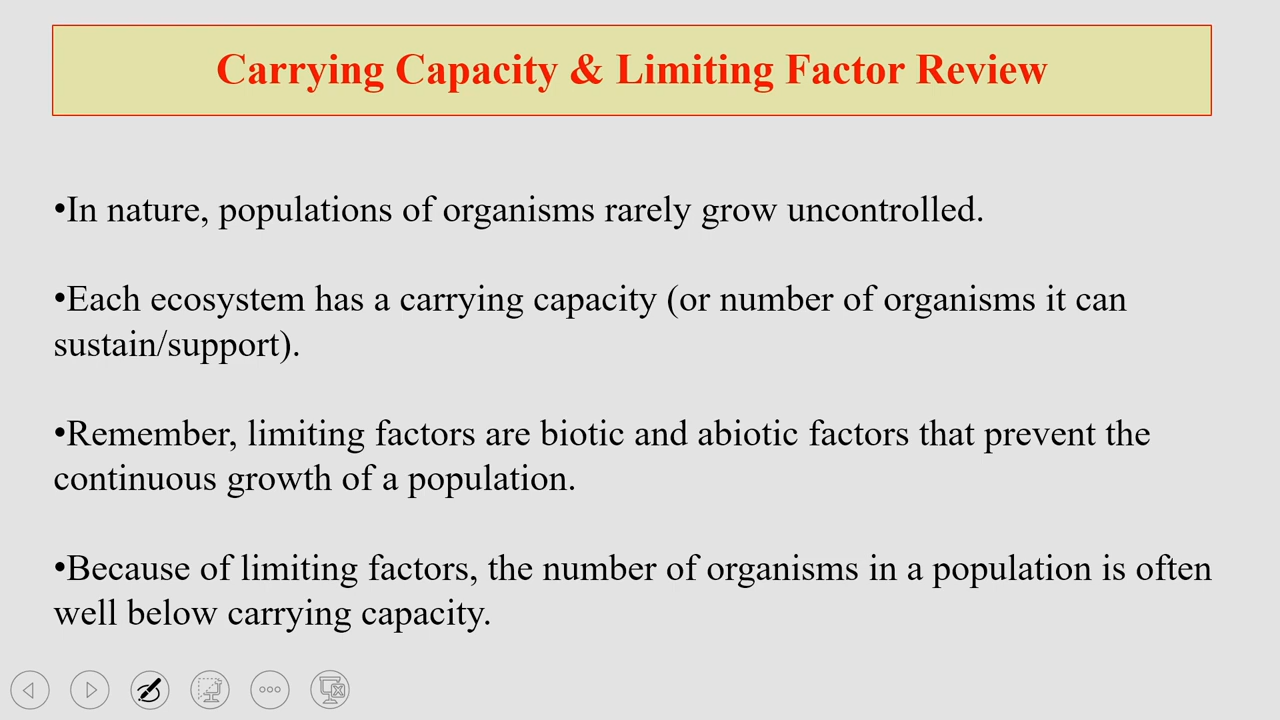 Carrying Capacity & Limiting Factor Review
•In nature, populations of organisms rarely grow uncontrolled.
•Each ecosystem has a carrying capacity (or number of organisms it can
sustain/support).
•Remember, limiting factors are biotic and abiotic factors that prevent the
continuous growth of a population.
•Because of limiting factors, the number of organisms in a population is often
well below carrying capacity.